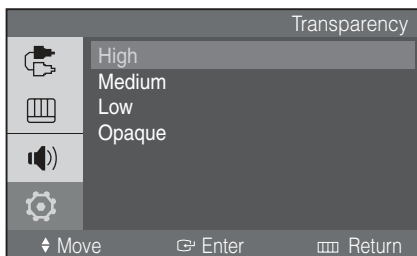 Transparency
High
Medium
Low
Opaque
Move Enter Return